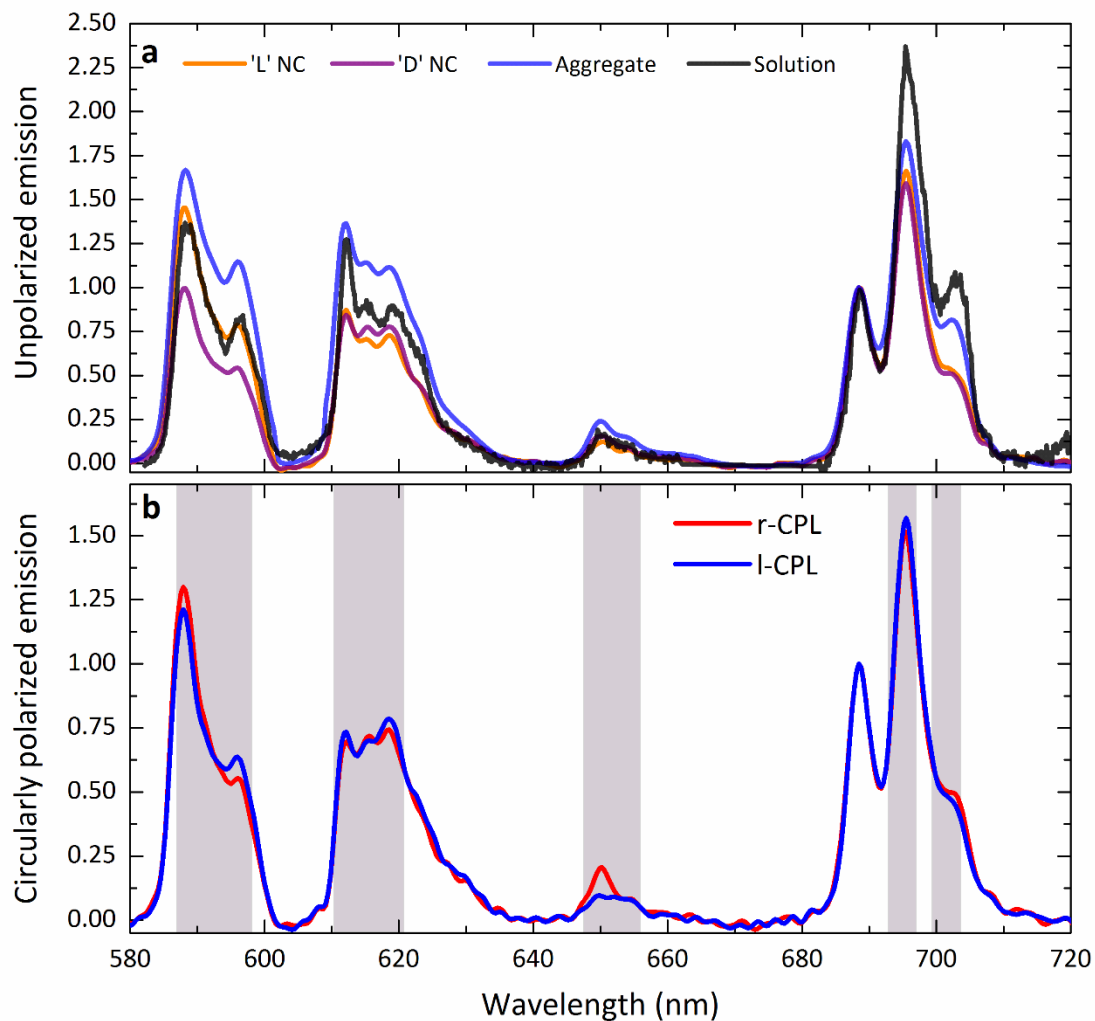 2.50
a
'L' NC 'D' NC Aggregate Solution
2.25
2.00
1.75
1.50
1.25
1.00
0.75
0.50
0.25
0.00
Unpolarized emission
b
r-CPL
l-CPL
1.50
1.25
1.00
0.75
0.50
0.25
0.00
Circularly polarized emission
580 600 620 640 660 680 700 720
Wavelength (nm)